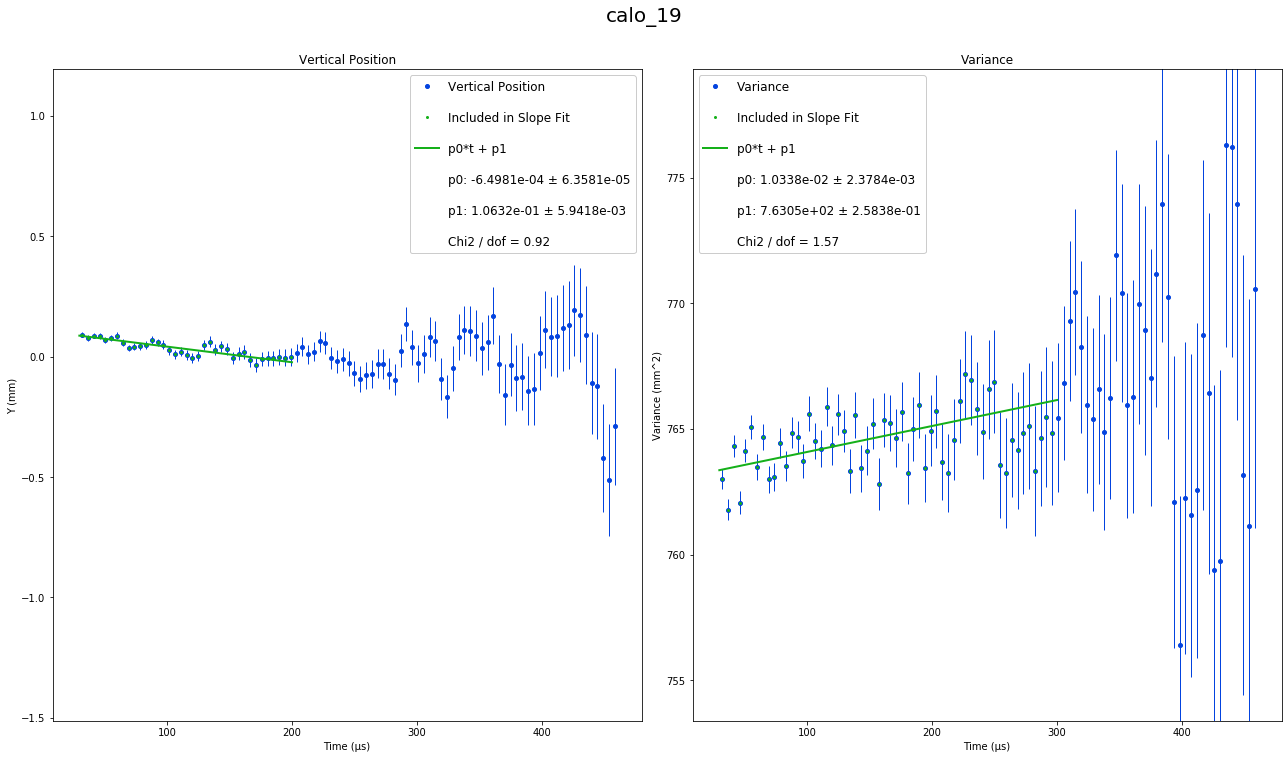 calo_19
Vertical Position
Vertical Position
Included in Slope Fit
p0*t + p1
p0: -6.4981e-04 ± 6.3581e-05
p1: 1.0632e-01 ± 5.9418e-03
Chi2 / dof = 0.92
1.0
0.5
0.0
−0.5
−1.0
−1.5
Y (mm)
100
200
300
400
Time (μs)
Variance
Variance
Included in Slope Fit
p0*t + p1
p0: 1.0338e-02 ± 2.3784e-03
p1: 7.6305e+02 ± 2.5838e-01
Chi2 / dof = 1.57
775
770
765
760
755
Variance (mm^2)
100
200
300
400
Time (μs)